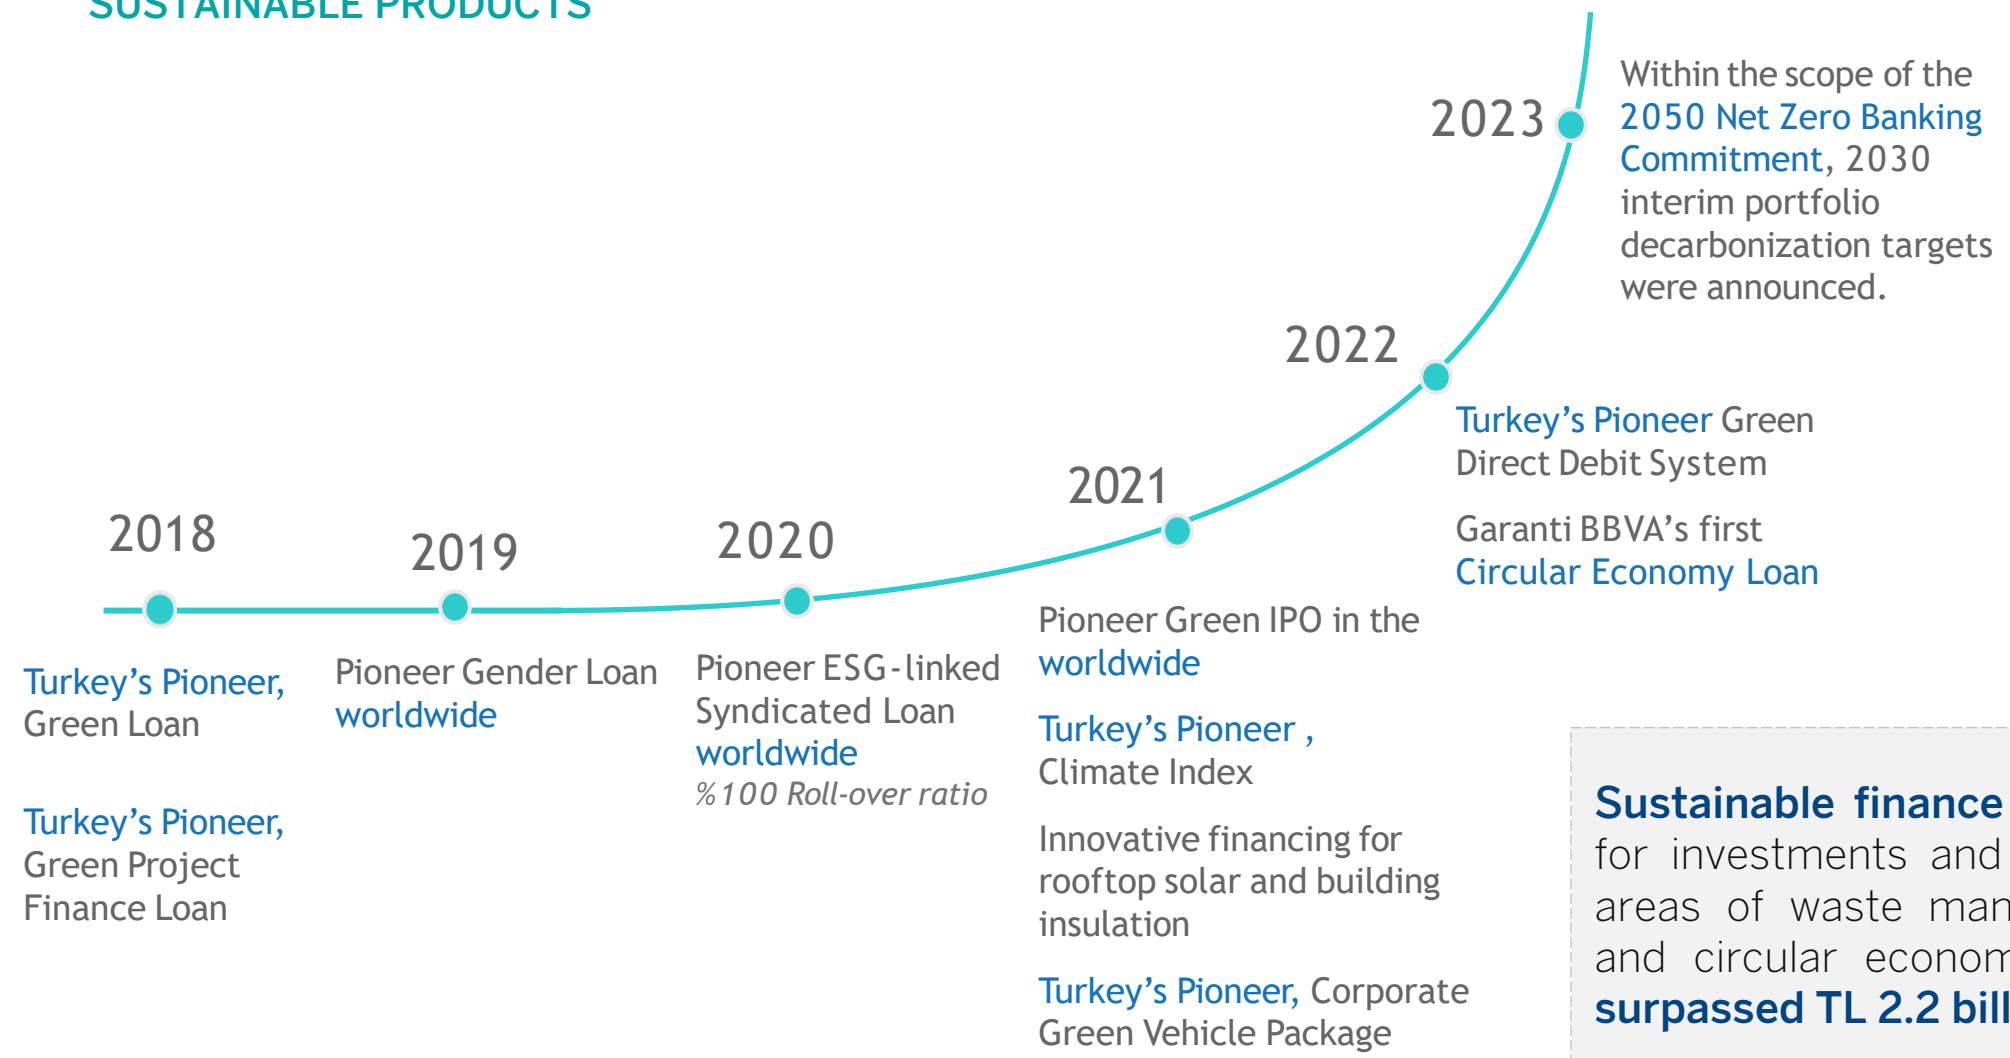 SUSTAINABLE PRODUCTS
2018
Turkey's Pioneer,
Green Loan
Turkey's Pioneer,
Green Project
Finance Loan
2019
Pioneer Gender Loan
worldwide
2020
Pioneer ESG-linked
Syndicated Loan
worldwide
%100 Roll-over ratio
2021
Pioneer Green IPO in the
worldwide
Turkey's Pioneer ,
Climate Index
Innovative financing for
rooftop solar and building
insulation
Turkey's Pioneer, Corporate
Green Vehicle Package
2022
Turkey's Pioneer Green
Direct Debit System
Garanti BBVA's first
Circular Economy Loan
2023
Within the scope of the
2050 Net Zero Banking
Commitment, 2030
interim portfolio
decarbonization targets
were announced.
Sustainable finance
for investments and
areas of waste
and circular
surpassed TL 2.2